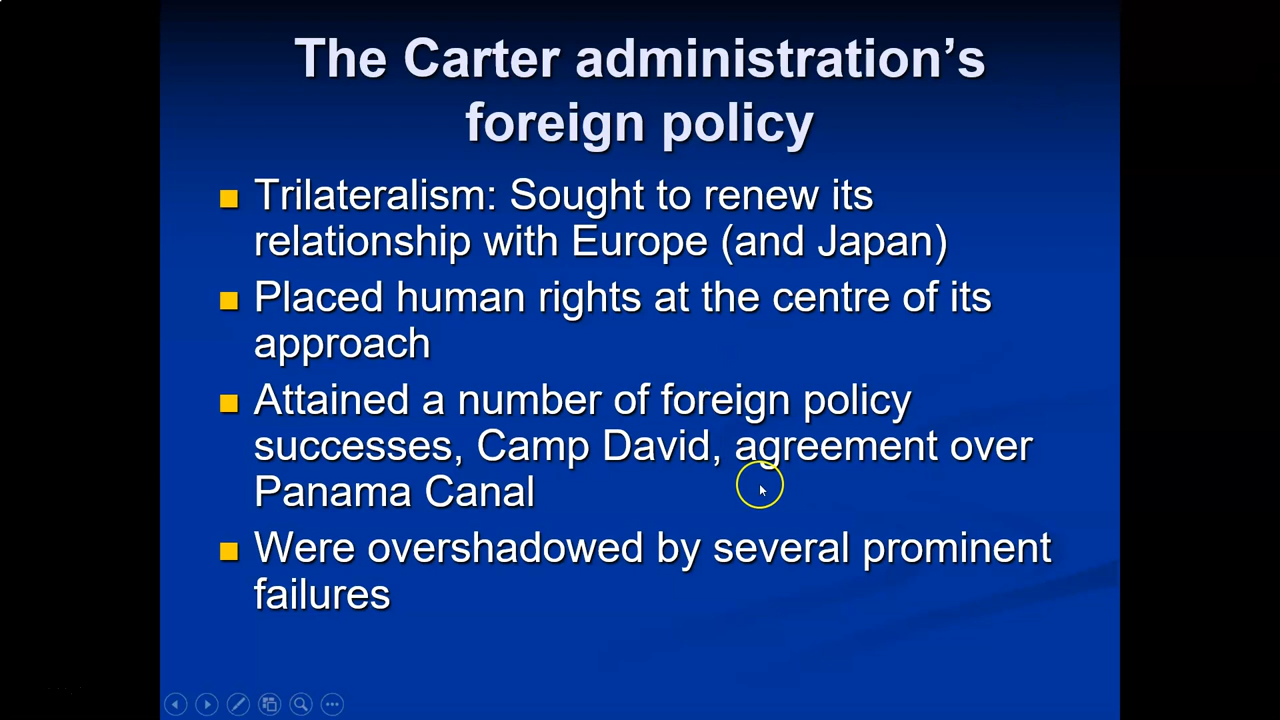 The Carter administration’s
foreign policy
Trilateralism: Sought to renew its
relationship with Europe (and Japan)
Placed human rights at the centre of its
approach
Attained a number of foreign policy
successes, Camp David, agreement over
Panama Canal
Were overshadowed by several prominent
failures